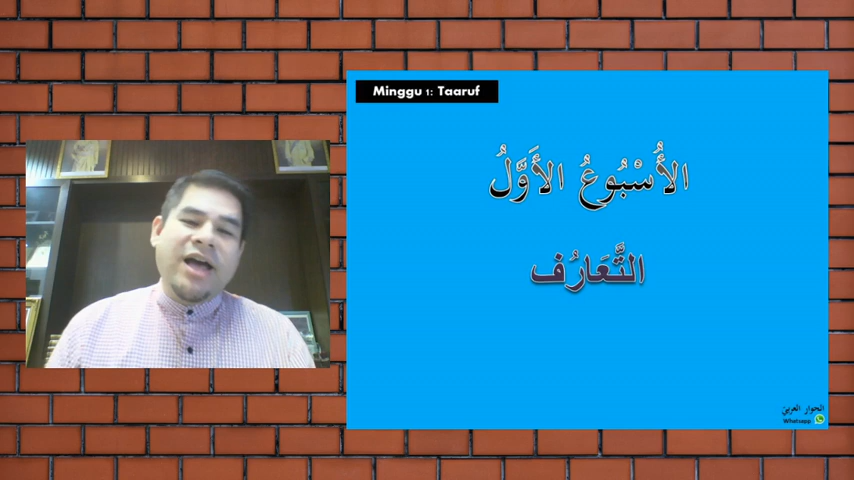 Minggu 1: Taaruf
الأُسْبُوعُ الأَوَّلُ
التَّعَارُف
الحوار العربي
Whatsapp